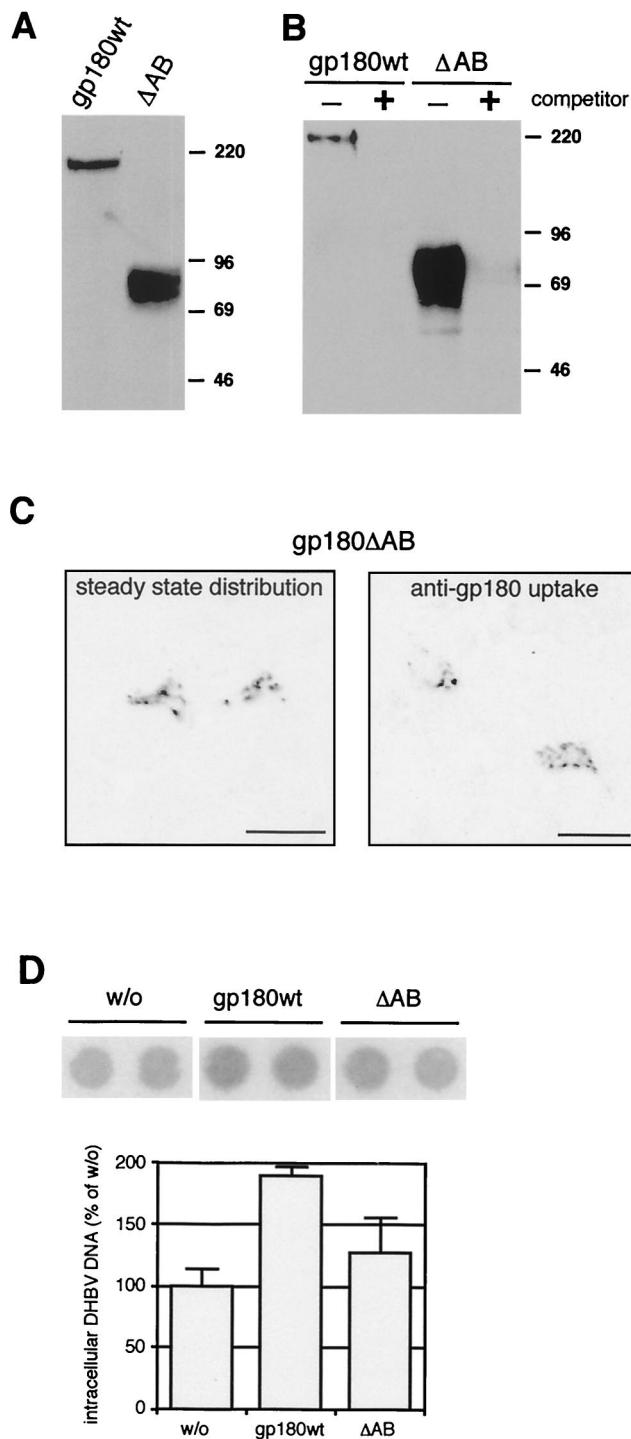 A
gp180wt
ΔAB
220
96
69
46
B
gp180wt ΔAB
– + – + competitor
220
96
69
46
C
gp180ΔAB
steady state distribution
anti-gp180 uptake
D
w/o gp180wt ΔAB
intracellular DHBV DNA (% of w/o)
200
150
100
50
0
w/o gp180wt ΔAB